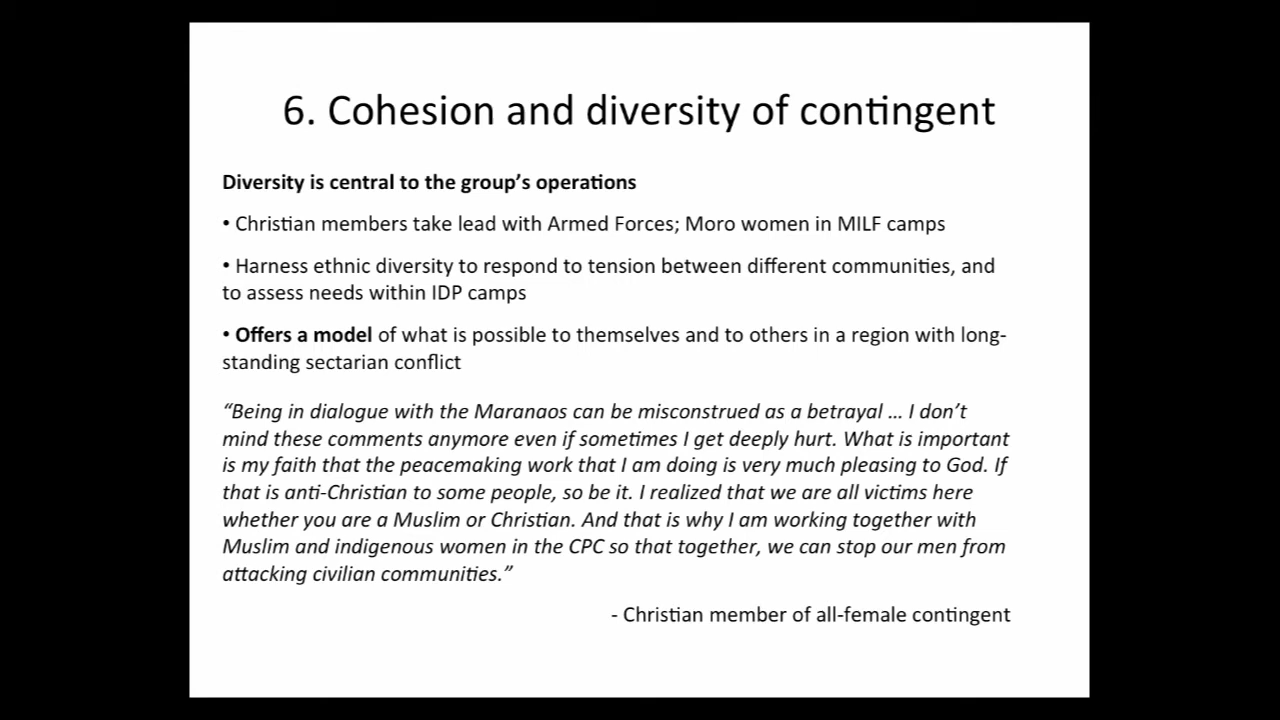 6. Cohesion and diversity of contingent
Diversity is central to the group’s operations
• Christian members take lead with Armed Forces; Moro women in MILF camps
• Harness ethnic diversity to respond to tension between different communities, and
to assess needs within IDP camps
• Offers a model of what is possible to themselves and to others in a region with long-
standing sectarian conflict
“Being in dialogue with the Maranaos can be misconstrued as a betrayal … I don’t
mind these comments anymore even if sometimes I get deeply hurt. What is important
is my faith that the peacemaking work that I am doing is very much pleasing to God. If
that is anti-Christian to some people, so be it. I realized that we are all victims here
whether you are a Muslim or Christian. And that is why I am working together with
Muslim and indigenous women in the CPC so that together, we can stop our men from
attacking civilian communities.”
- Christian member of all-female contingent